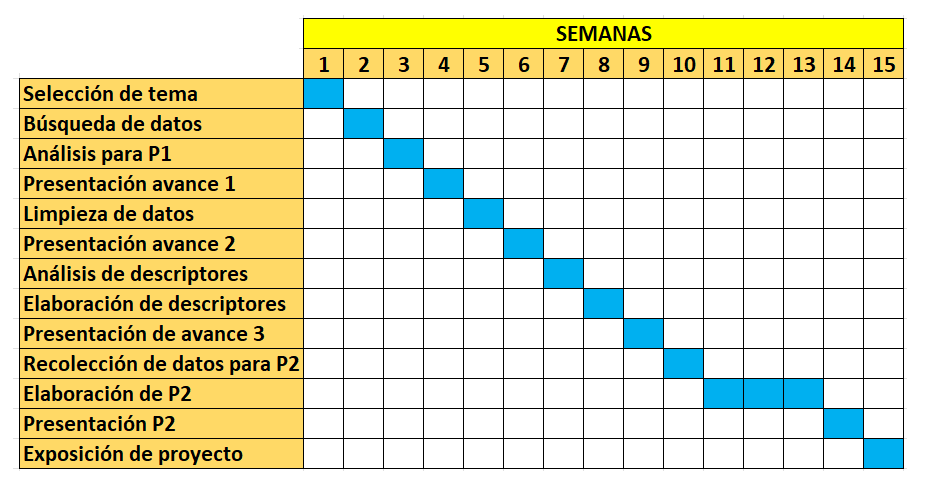 SEMANAS
1 2 3 4 5 6 7 8 9 10 11 12 13 14 15
Selección de tema
Búsqueda de datos
Análisis para P1
Presentación avance 1
Limpieza de datos
Presentación avance 2
Análisis de descriptores
Elaboración de descriptores
Presentación de avance 3
Recolección de datos para P2
Elaboración de P2
Presentación P2
Exposición de proyecto